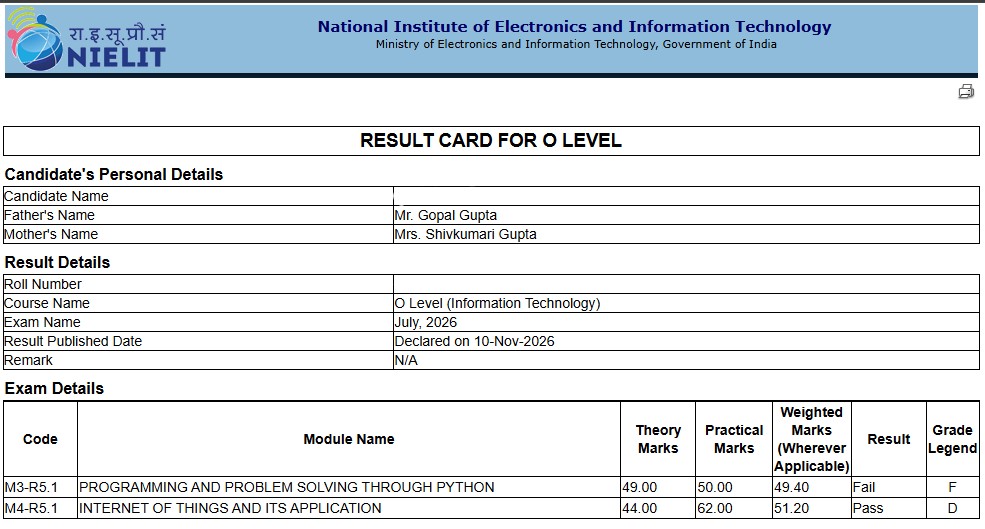 रा.इ.सू.प्रौ.सं
NIELIT
National Institute of Electronics and Information Technology
Ministry of Electronics and Information Technology, Government of India
RESULT CARD FOR O LEVEL
Candidate's Personal Details
Candidate Name
Father's Name Mr. Gopal Gupta
Mother's Name Mrs. Shivkumari Gupta
Result Details
Roll Number
Course Name O Level (Information Technology)
Exam Name July, 2026
Result Published Date Declared on 10-Nov-2026
Remark N/A
Exam Details
Code Module Name Theory Marks Practical Marks Weighted Marks (Wherever Applicable) Result Grade Legend
M3-R5.1 PROGRAMMING AND PROBLEM SOLVING THROUGH PYTHON 49.00 50.00 49.40 Fail F
M4-R5.1 INTERNET OF THINGS AND ITS APPLICATION 44.00 62.00 51.20 Pass D